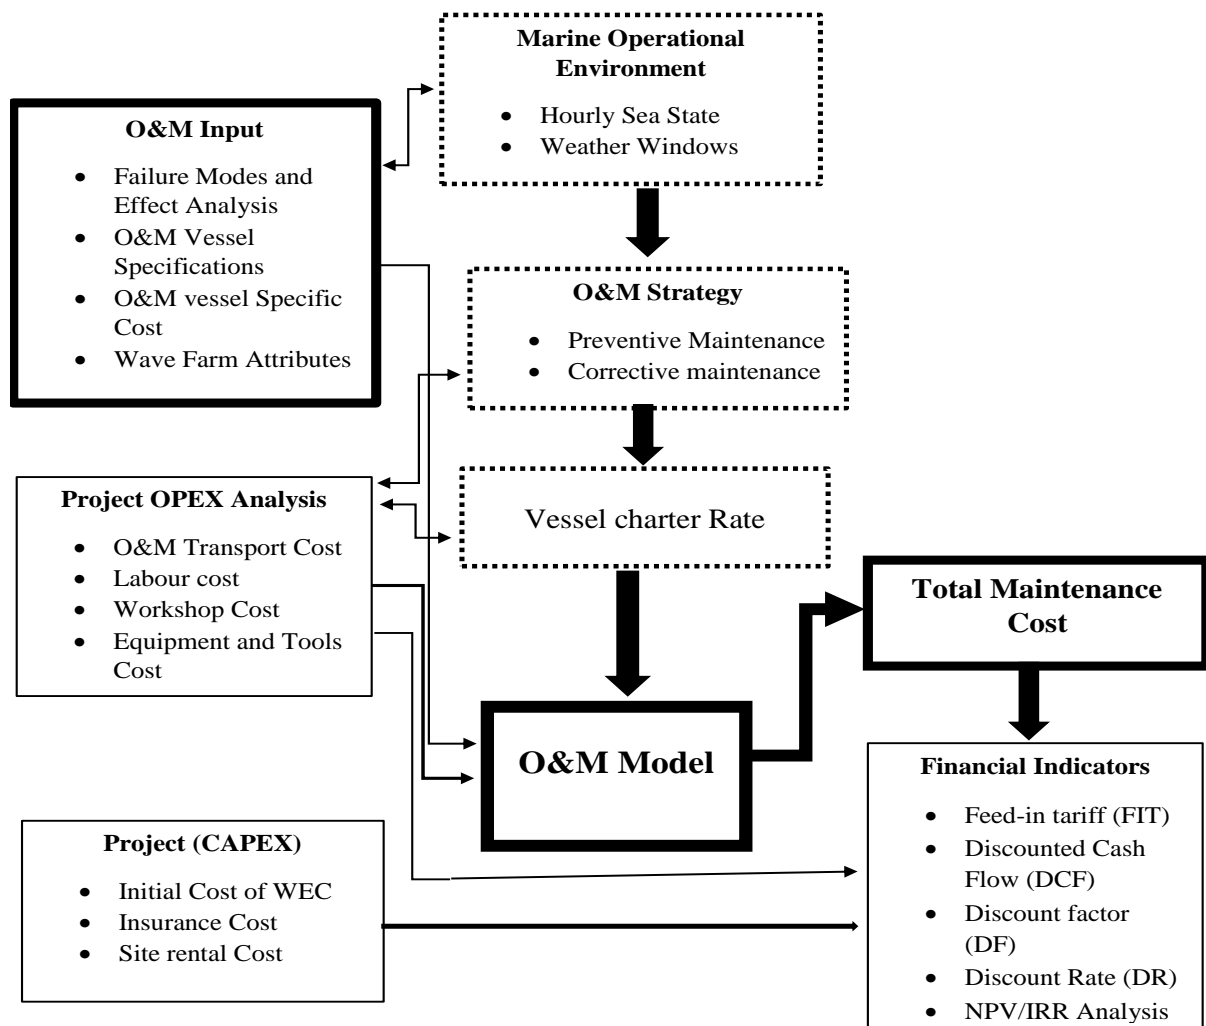 Marine Operational
Environment
• Hourly Sea State
• Weather Windows
O&M Input
• Failure Modes and
Effect Analysis
• O&M Vessel
Specifications
• O&M vessel Specific
Cost
• Wave Farm Attributes
O&M Strategy
• Preventive Maintenance
• Corrective maintenance
Project OPEX Analysis
• O&M Transport Cost
• Labour cost
• Workshop Cost
• Equipment and Tools
Cost
Vessel charter Rate
Total Maintenance
Cost
O&M Model
Project (CAPEX)
• Initial Cost of WEC
• Insurance Cost
• Site rental Cost
Financial Indicators
• Feed-in tariff (FIT)
• Discounted Cash
Flow (DCF)
• Discount factor
(DF)
• Discount Rate (DR)
• NPV/IRR Analysis